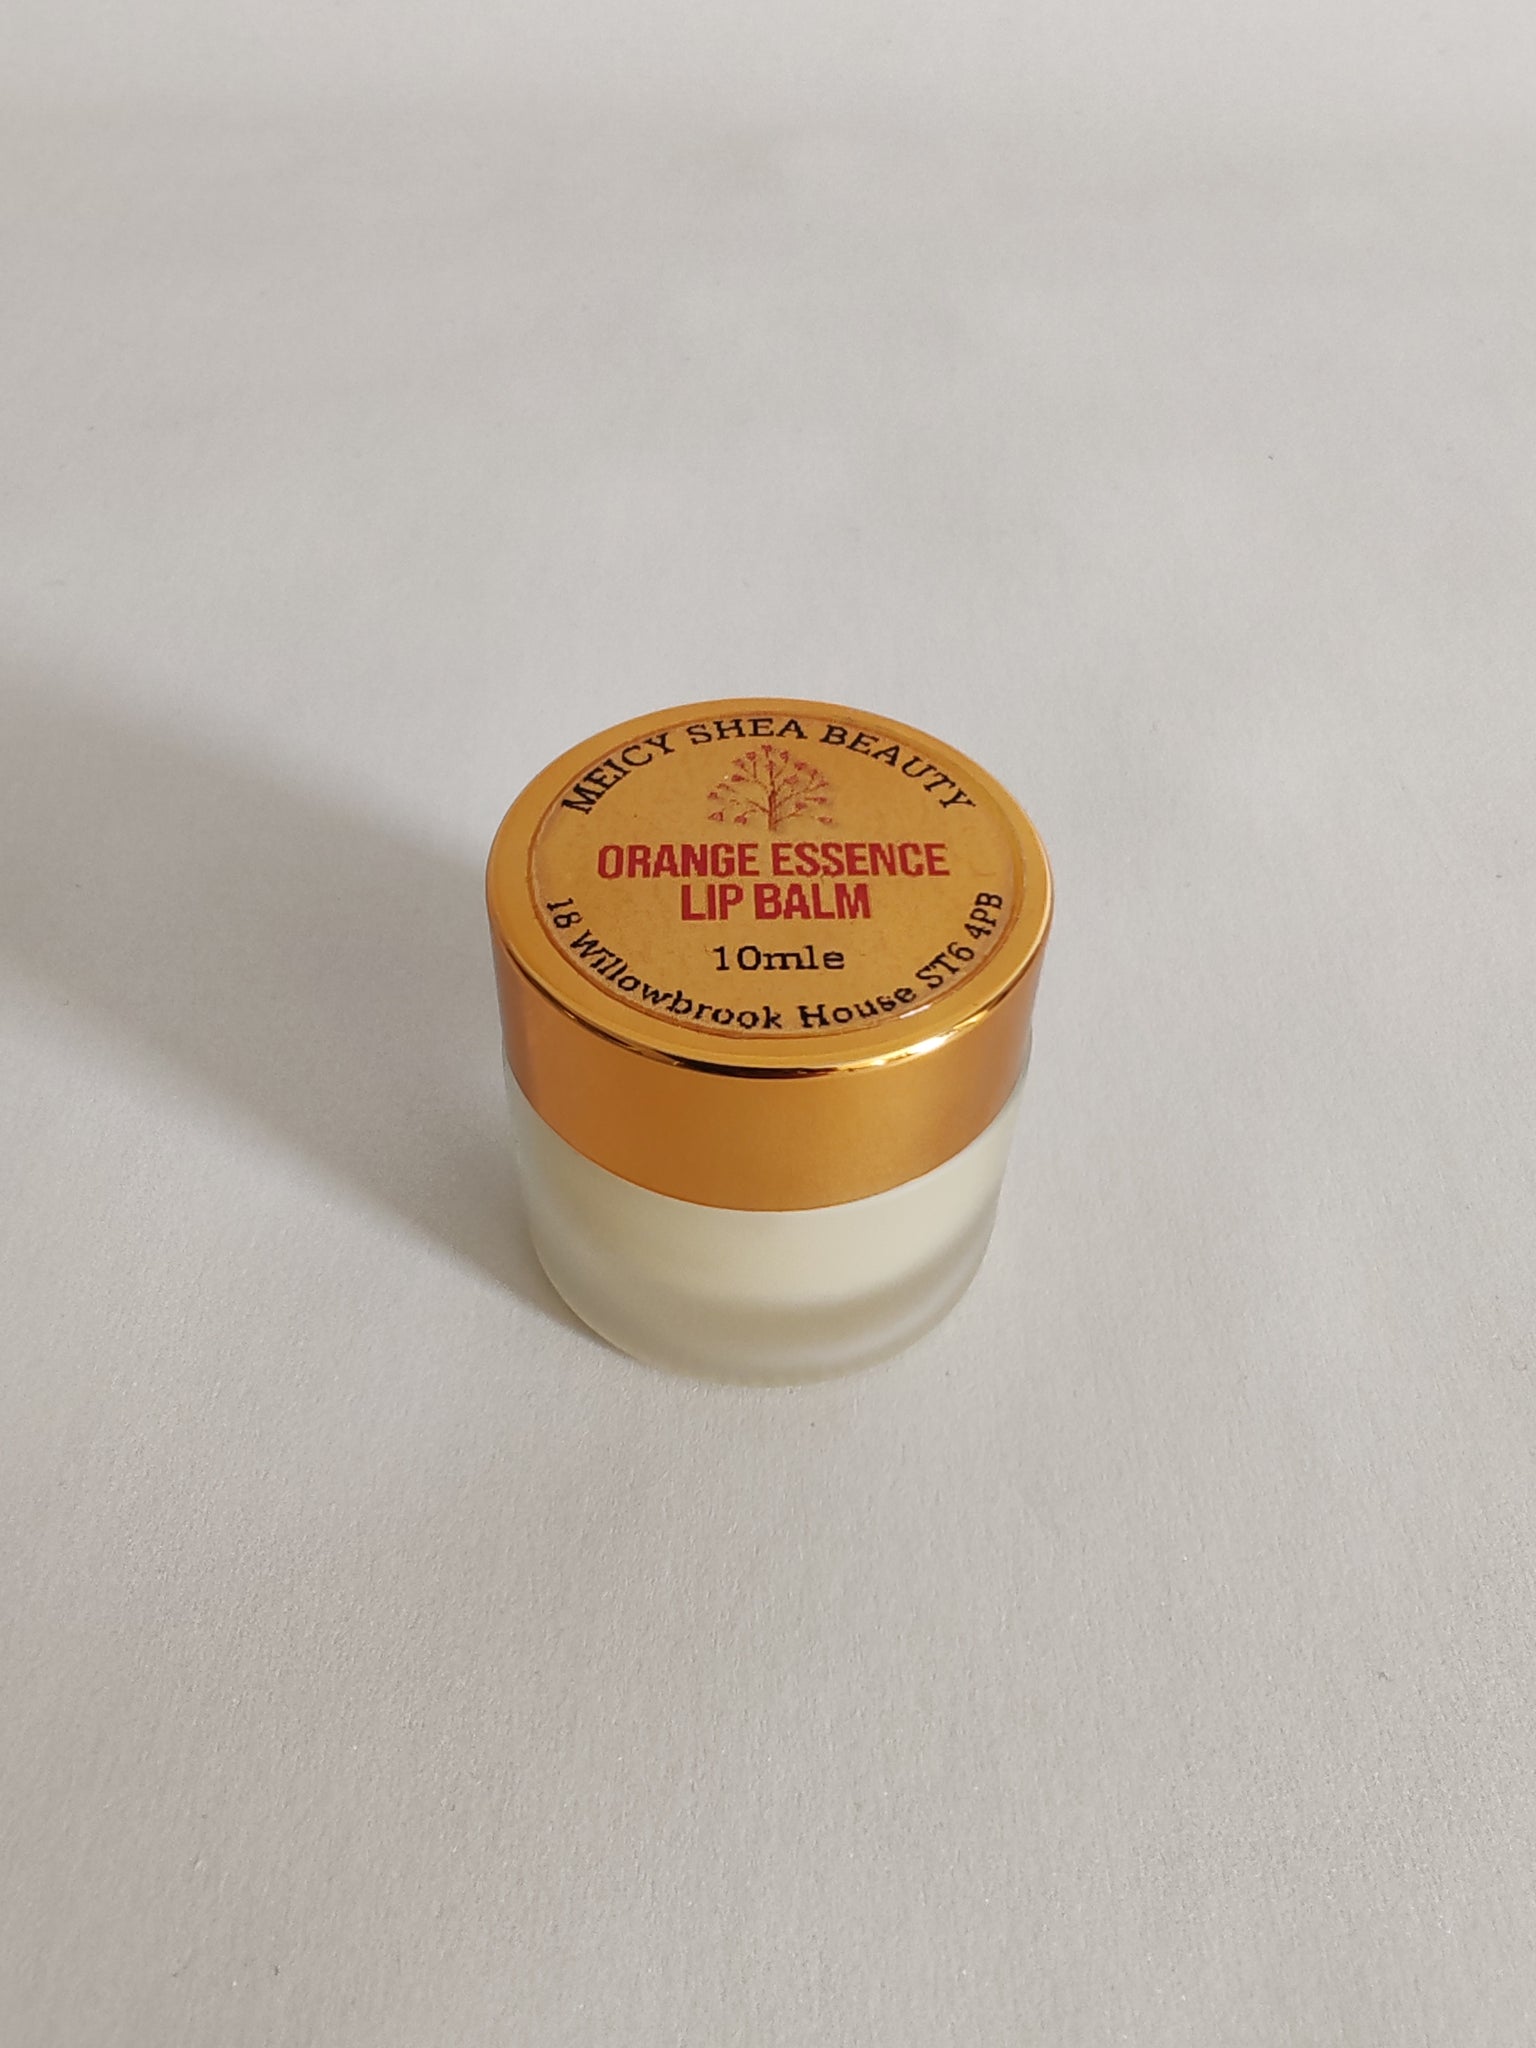 MEICY SHEA BEAUTY
ORANGE ESSENCE
LIP BALM
10mle
18 Willowbrook House ST6 4PB